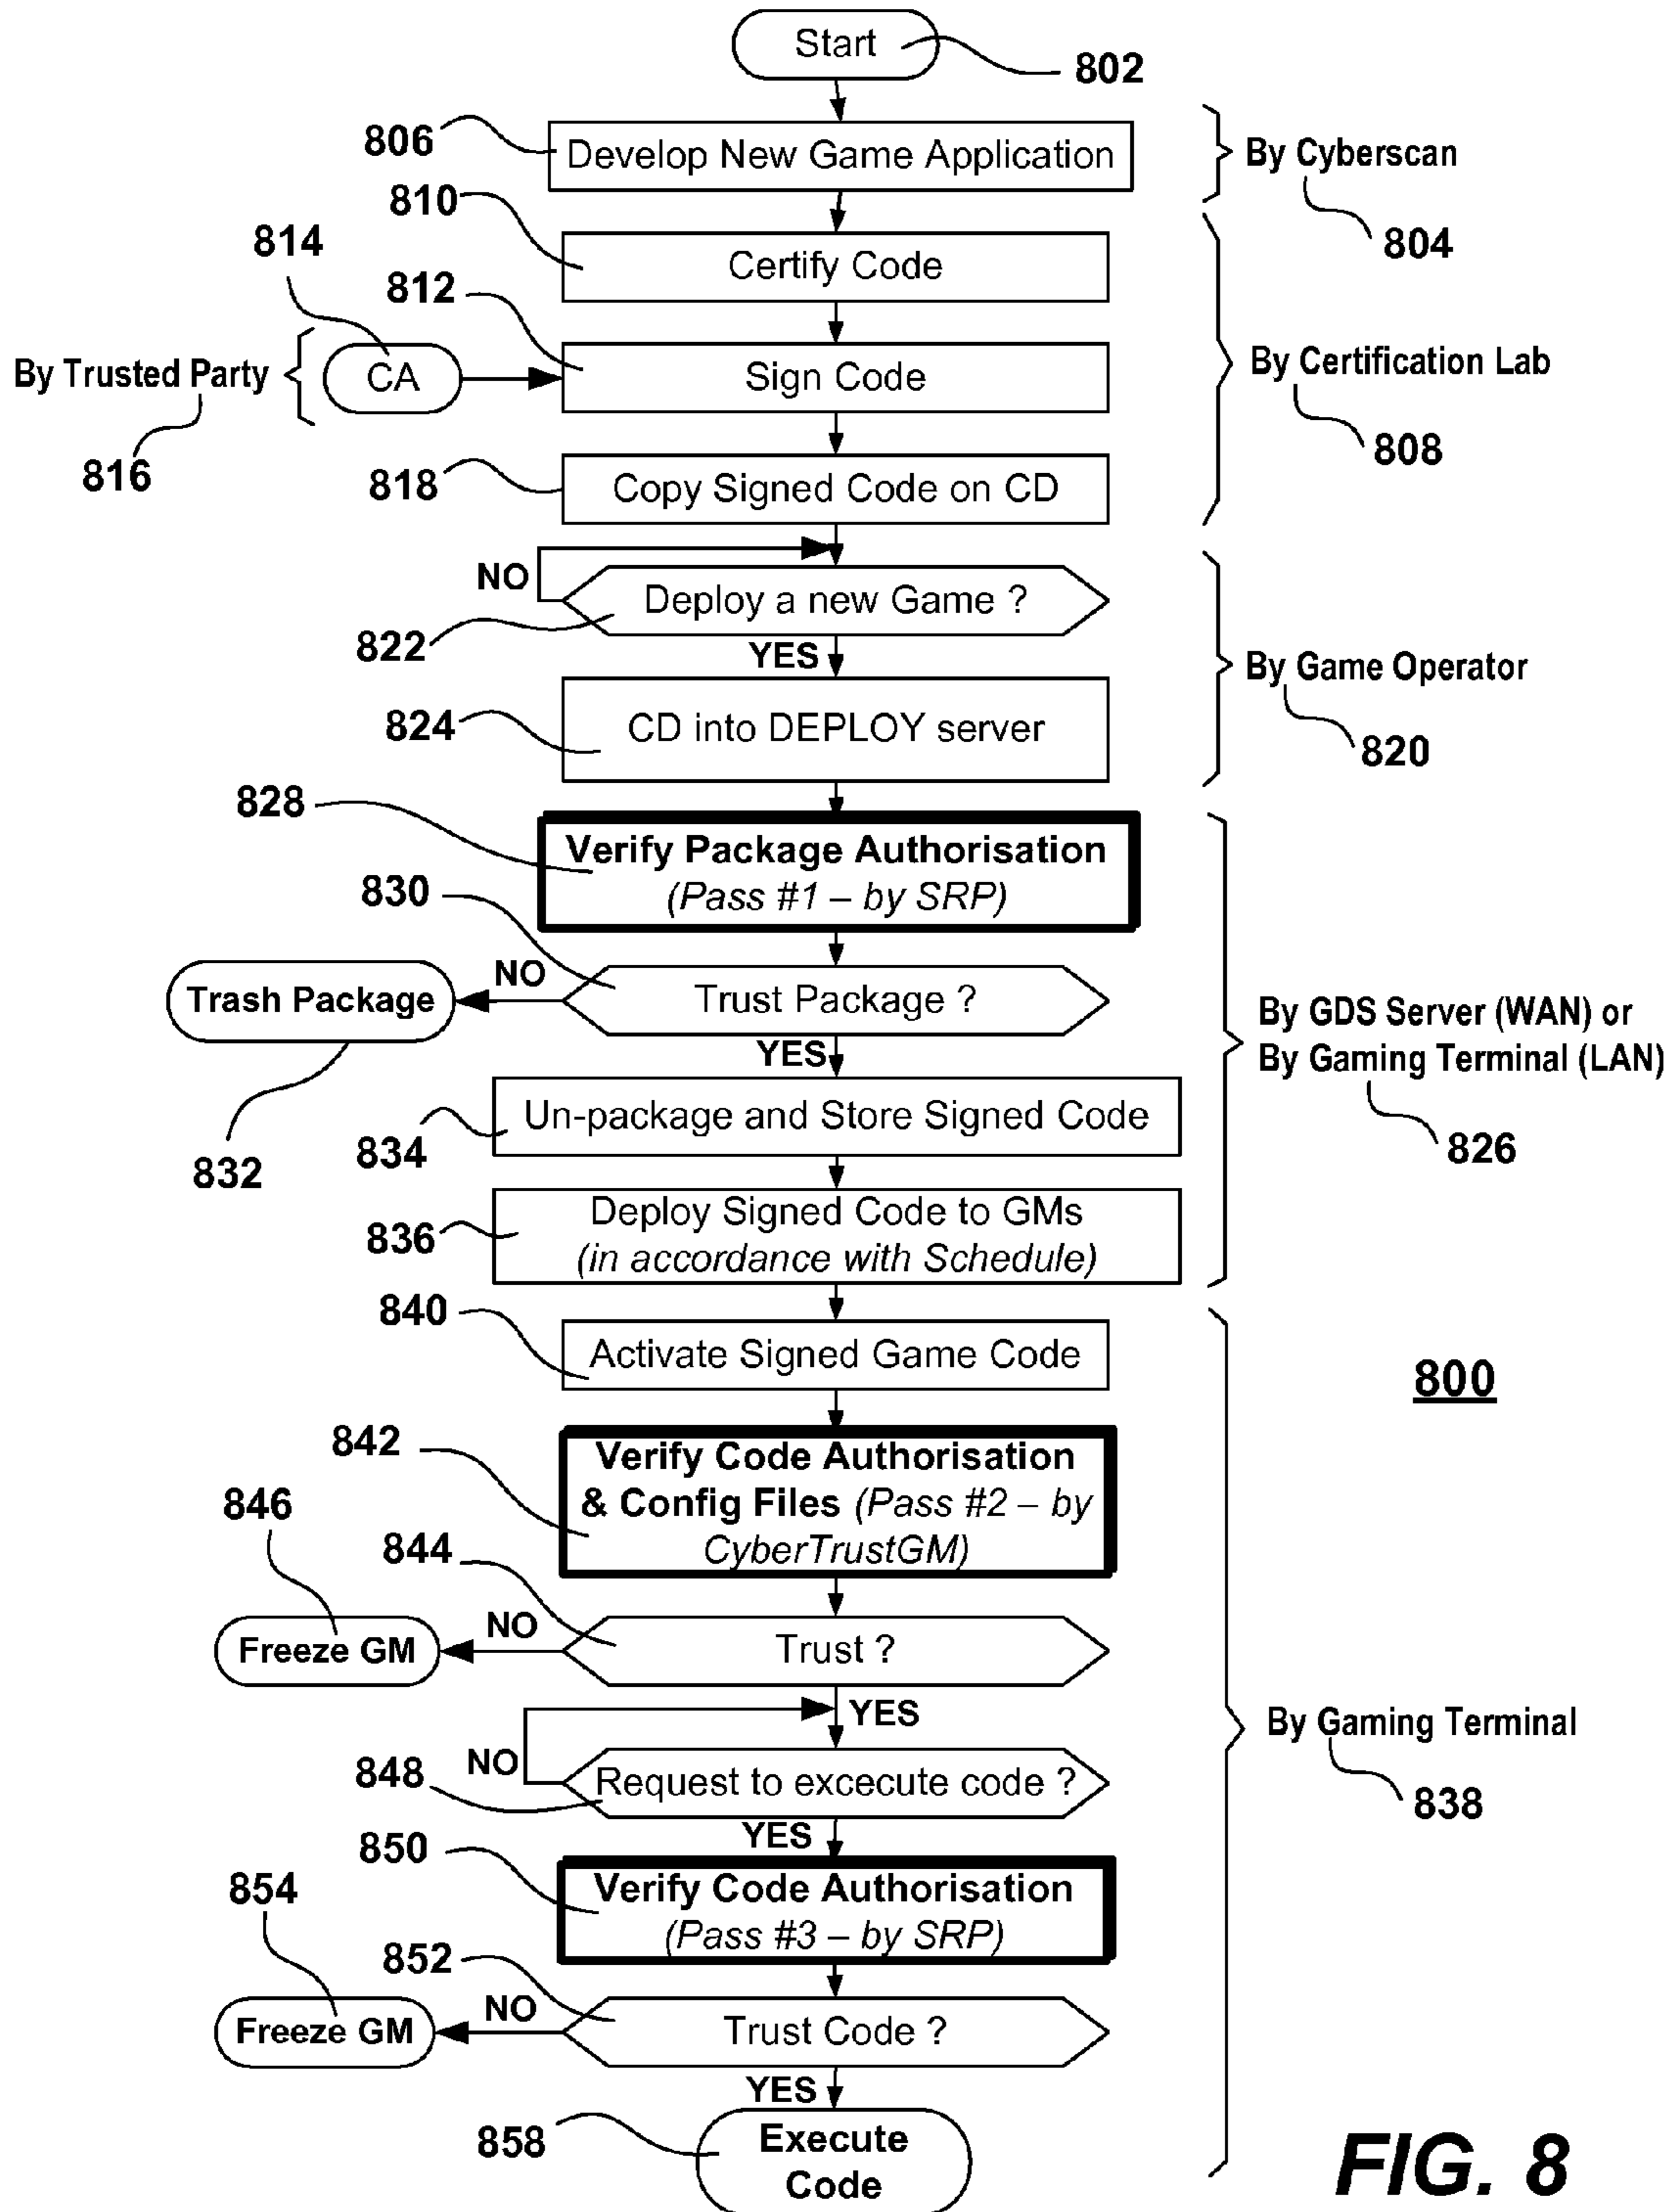 Start
802
806
Develop New Game Application
By Cyberscan
804
810
Certify Code
814
812
By Trusted Party
CA
Sign Code
By Certification Lab
808
816
818
Copy Signed Code on CD
NO
Deploy a new Game ?
822
YES
By Game Operator
820
824
CD into DEPLOY server
828
Verify Package Authorisation
(Pass #1 – by SRP)
830
NO
Trash Package
Trust Package ?
YES
832
By GDS Server (WAN) or
By Gaming Terminal (LAN)
826
834
Un-package and Store Signed Code
836
Deploy Signed Code to GMs
(in accordance with Schedule)
840
Activate Signed Game Code
800
842
Verify Code Authorisation
& Config Files (Pass #2 – by
CyberTrustGM)
846
844
NO
Freeze GM
Trust ?
YES
NO
848
Request to excecute code ?
YES
By Gaming Terminal
838
850
Verify Code Authorisation
(Pass #3 – by SRP)
854
852
NO
Freeze GM
Trust Code ?
YES
858
Execute
Code
FIG. 8